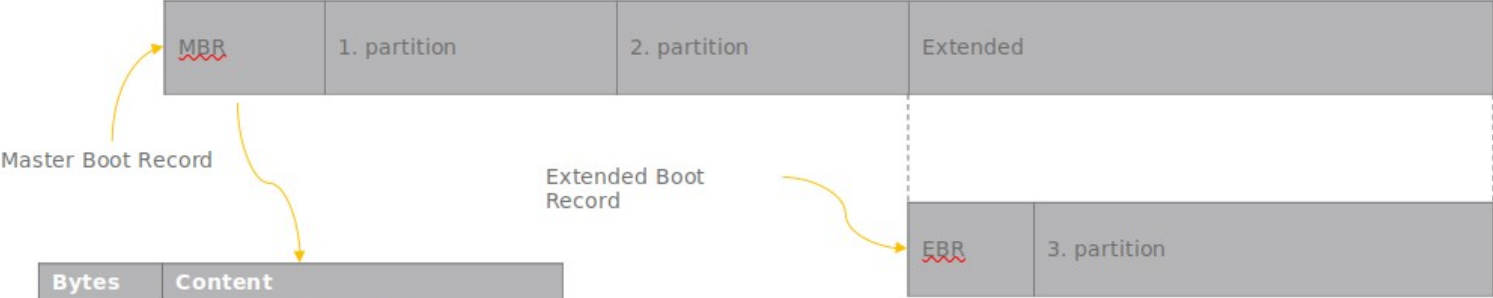 MBR
1. partition
2. partition
Extended
Master Boot Record
Extended Boot
Record
EBR
3. partition
Bytes
Content